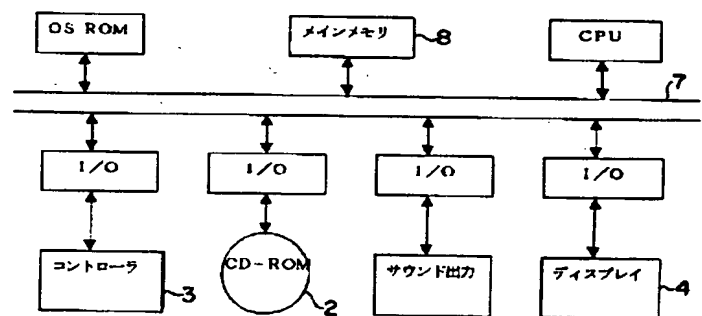 OS ROM
メインメモリ
8
CPU
7
I/O
I/O
I/O
I/O
コントローラ
3
CD-ROM
2
サウンド出力
ディスプレイ
4